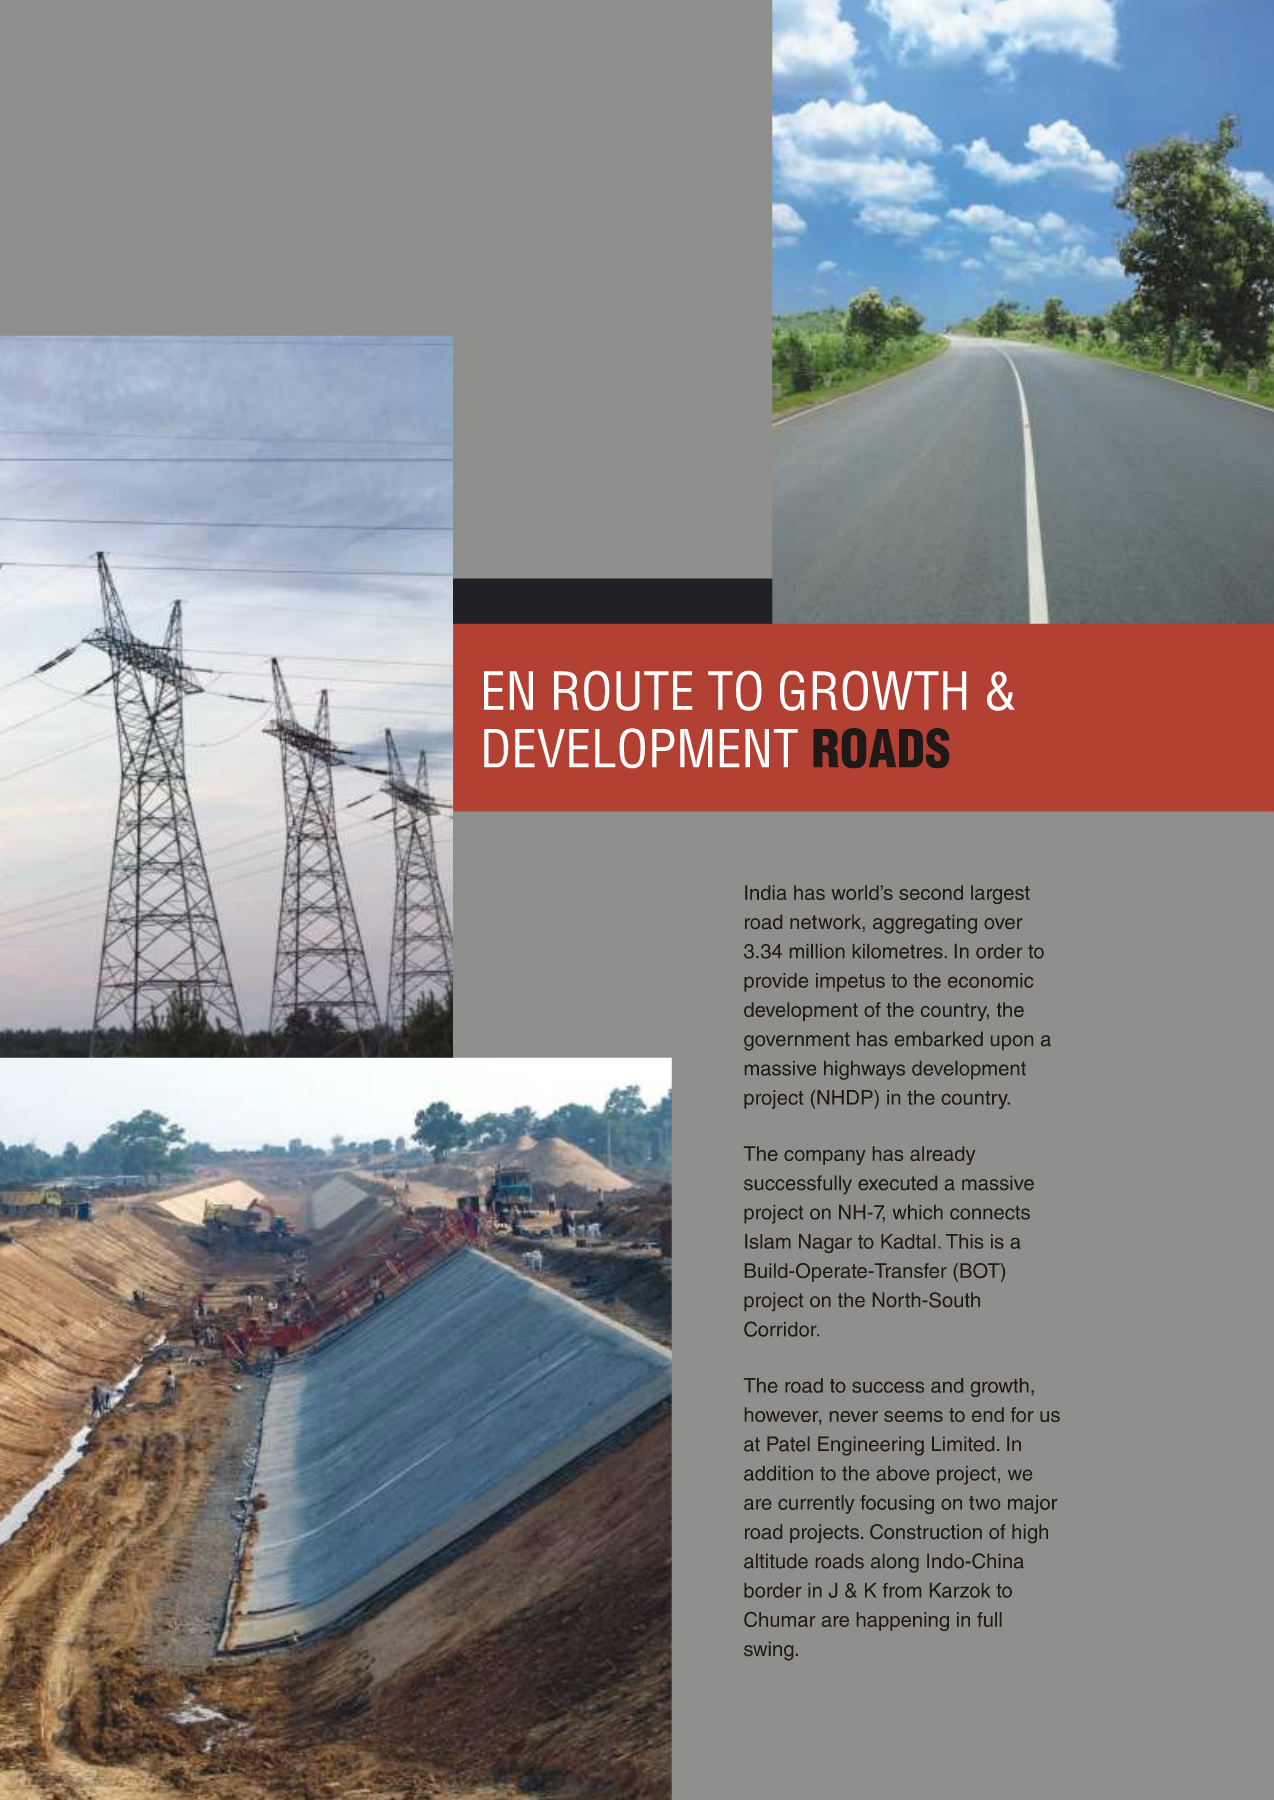 EN ROUTE TO GROWTH &
DEVELOPMENT ROADS
India has world's second largest
road network, aggregating over
3.34 million kilometres. In order to
provide impetus to the economic
development of the country, the
government has embarked upon a
massive highways development
project (NHDP) in the country.
The company has already
successfully executed a massive
project on NH-7, which connects
Islam Nagar to Kadtal. This is a
Build-Operate-Transfer (BOT)
project on the North-South
Corridor.
The road to success and growth,
however, never seems to end for us
at Patel Engineering Limited. In
addition to the above project, we
are currently focusing on two major
road projects. Construction of high
altitude roads along Indo-China
border in J & K from Karzok to
Chumar are happening in full
swing.